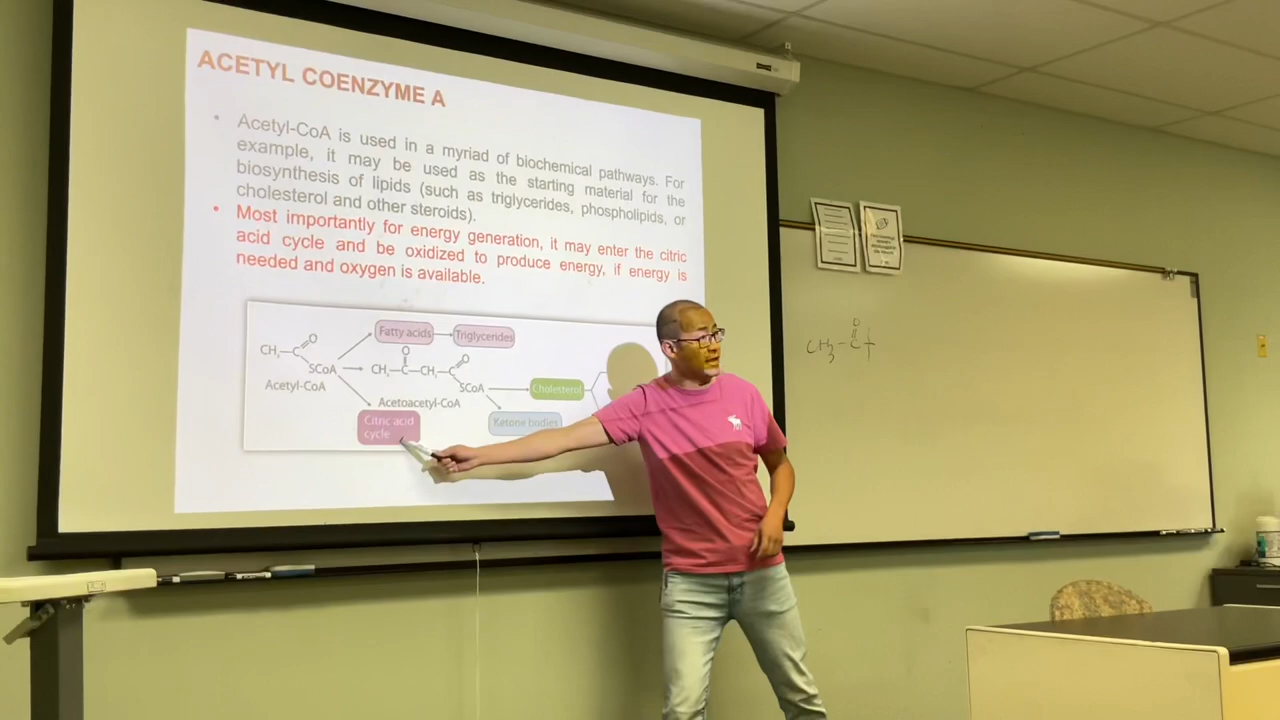 ACETYL COENZYME A
• Acetyl-CoA is used in a myriad of biochemical pathways. For
example, it may be used as the starting material for the
biosynthesis of lipids (such as triglycerides, phospholipids, or
cholesterol and other steroids).
• Most importantly for energy generation, it may enter the citric
acid cycle and be oxidized to produce energy, if energy is
needed and oxygen is available.
Fatty acids
Triglycerides
O
CH₃—C
SCoA
Acetyl-CoA
O
O
CH₃—C—CH₂—C
SCoA
Acetoacetyl-CoA
Cholesterol
Citric acid
cycle
Ketone bodies
O
CH₃—C